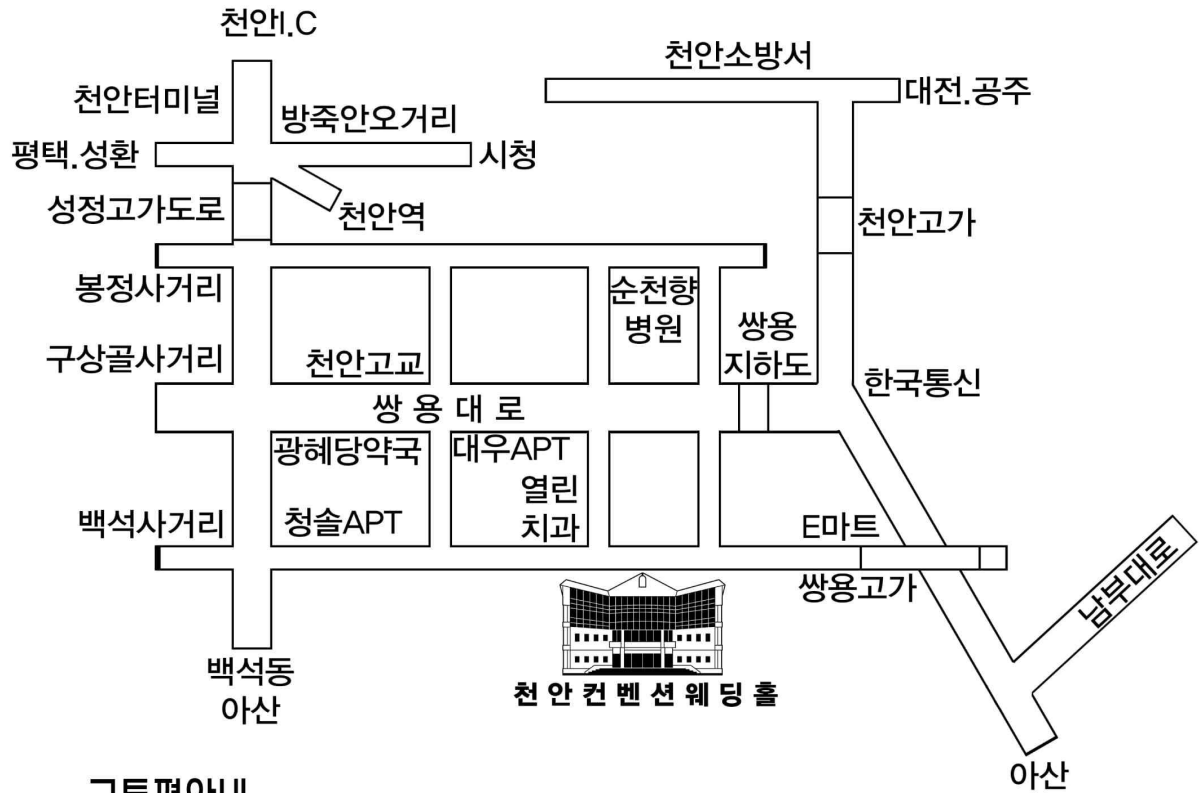 천안I.C
천안소방서
천안터미널
대전.공주
방죽안오거리
평택.성환
시청
성정고가도로
천안역
천안고가
봉정사거리
순천향
병원
쌍용
지하도
구상골사거리
천안고교
한국통신
쌍용대로
광혜당약국
대우APT
열린
치과
백석사거리
청솔APT
E마트
쌍용고가
남부대로
백석동
아산
천안컨벤션웨딩홀
아산